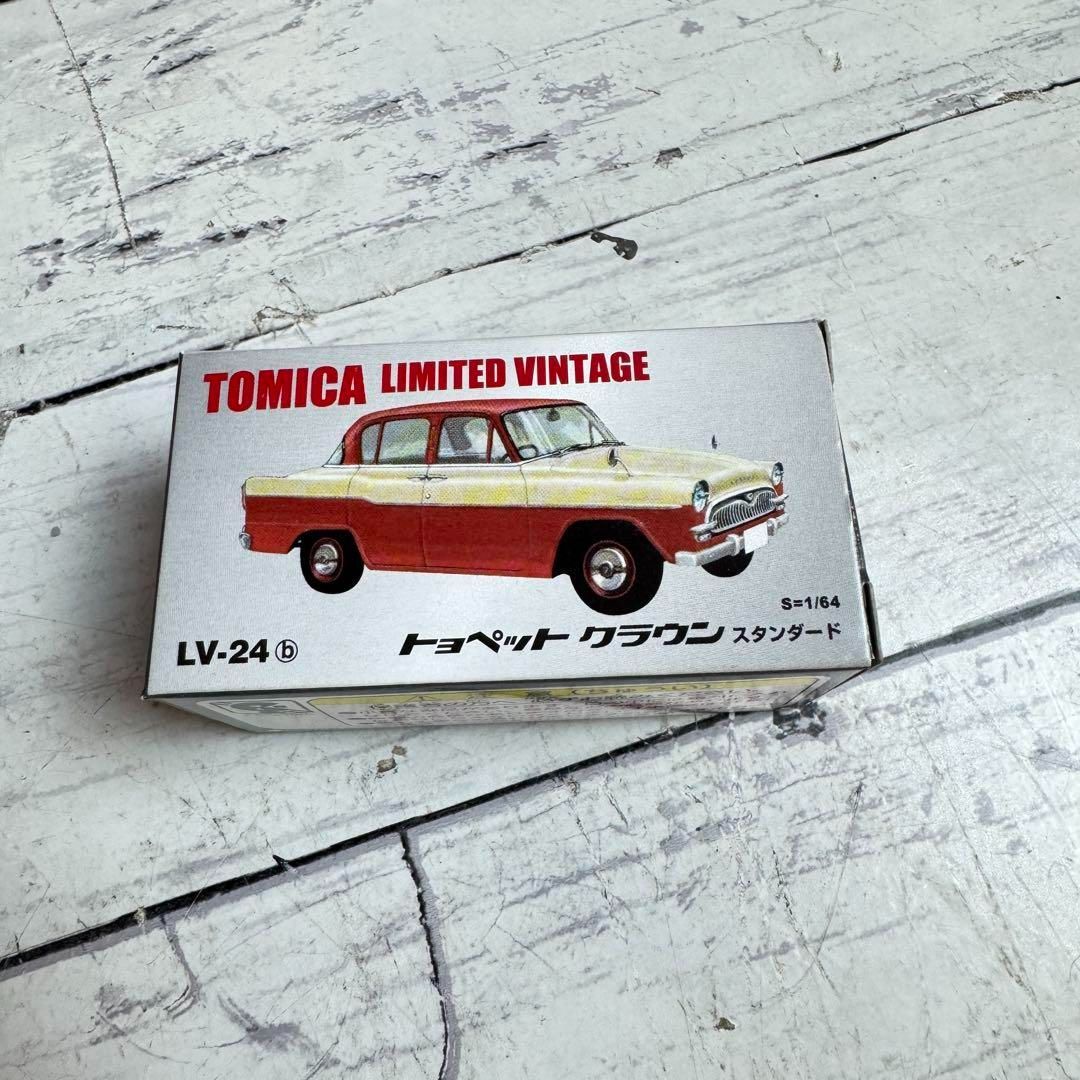 TOMICA LIMITED VINTAGE
S=1/64
LV-24 ⓑ トヨペット クラウン スタンダード